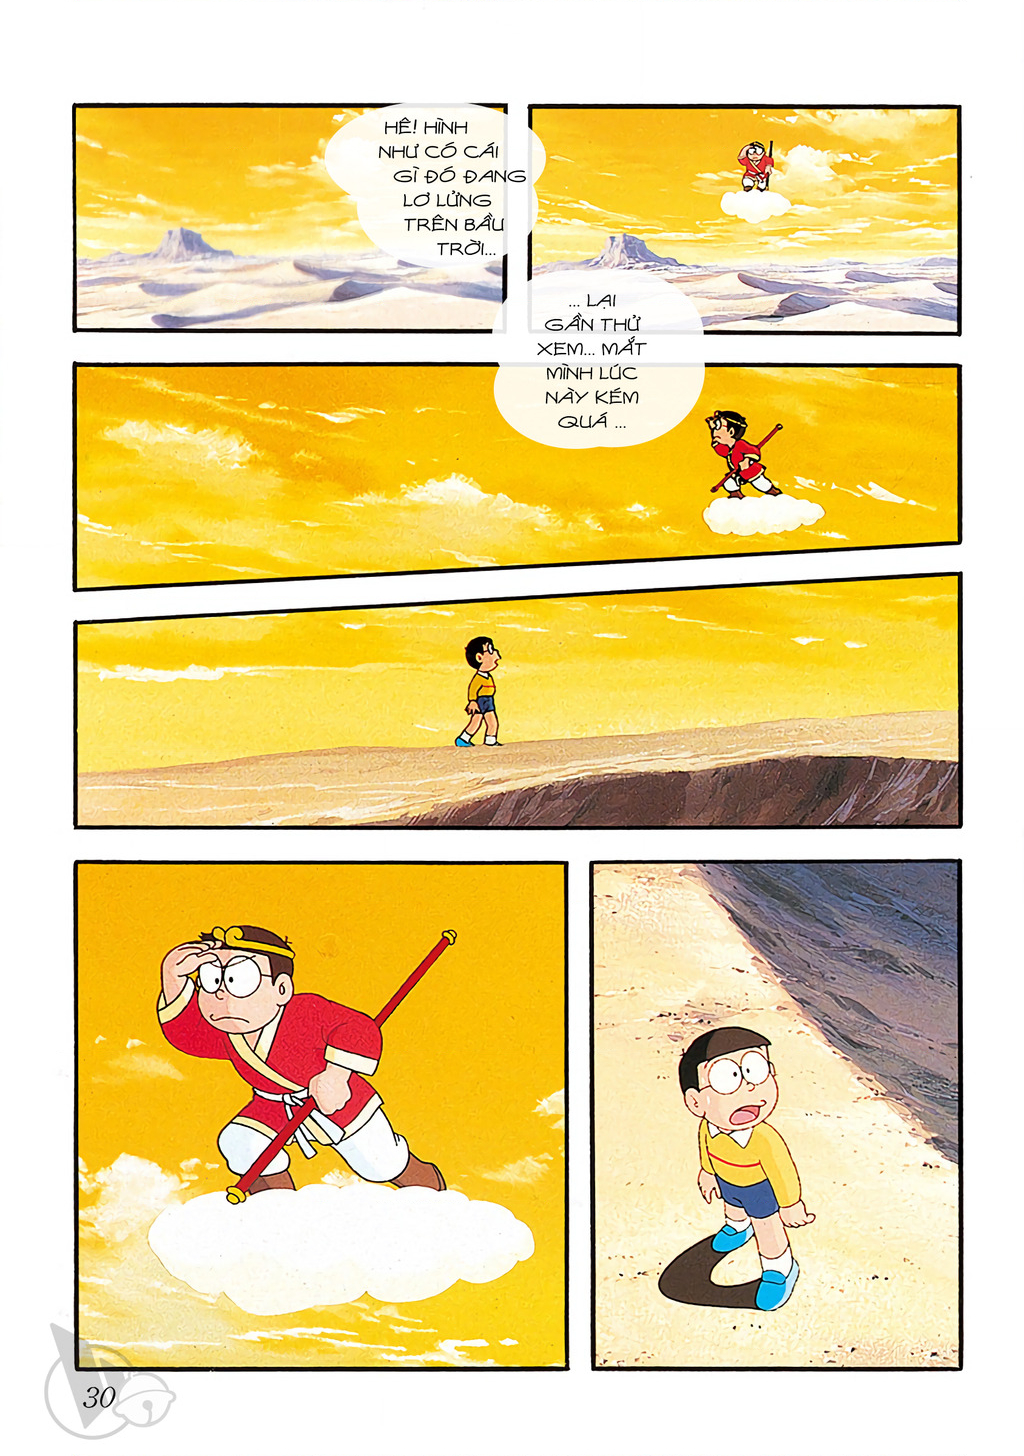 HÊ! HÌNH
NHƯ CÓ CÁI
GÌ ĐÓ ĐANG
LƠ LỬNG
TRÊN BẦU
TRỜI...
... LẠI
GẦN THỬ
XEM... MẮT
MÌNH LÚC
NÀY KÉM
QUÁ ...
30